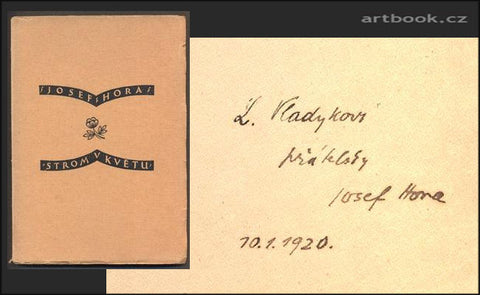 artbook.cz
JOSEF HORA
STROM V KVĚTU
L. Vladykovi
přátelsky
Josef Hora
10.1.1920.